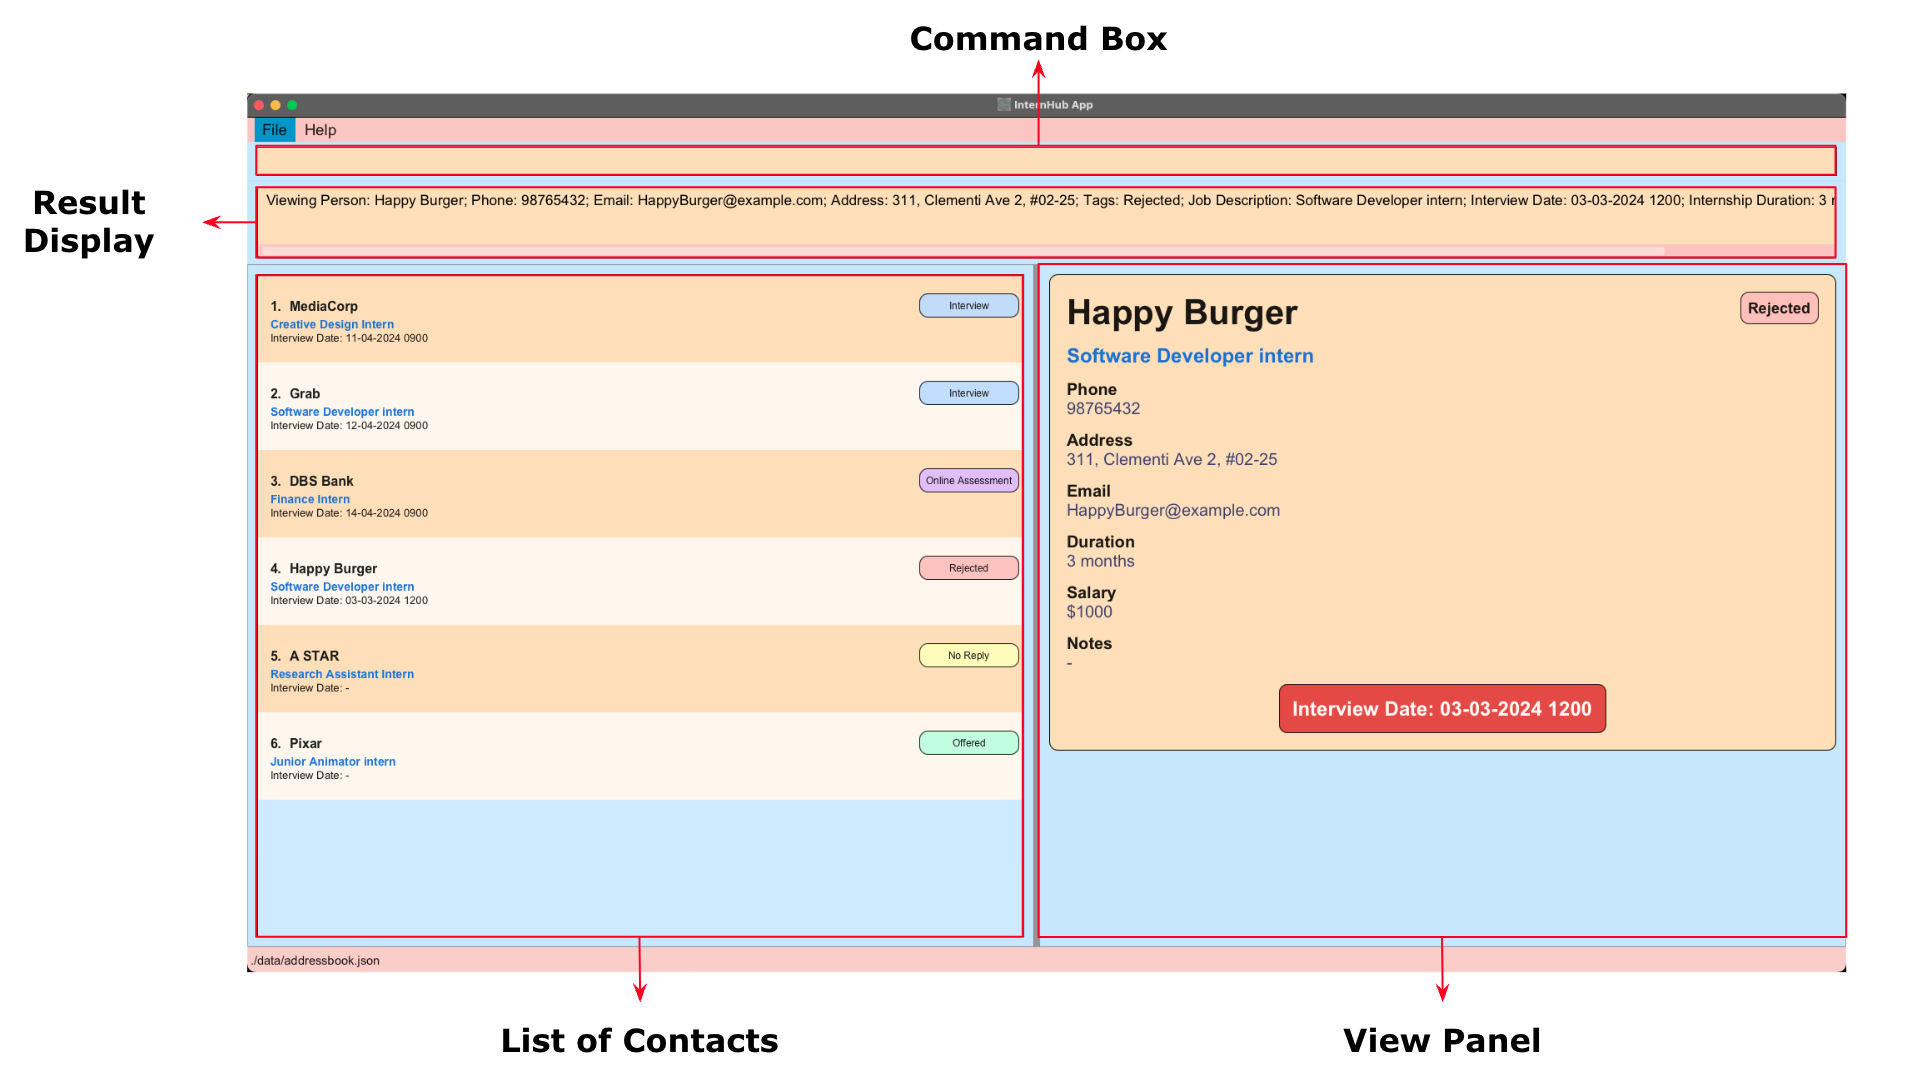 Command Box
InternHub App
File Help
Result
Display
Viewing Person: Happy Burger; Phone: 98765432; Email: HappyBurger@example.com; Address: 311, Clementi Ave 2, #02-25; Tags: Rejected; Job Description: Software Developer intern; Interview Date: 03-03-2024 1200; Internship Duration: 3
1. MediaCorp
Interview
Creative Design Intern
Interview Date: 11-04-2024 0900
2. Grab
Interview
Software Developer intern
Interview Date: 12-04-2024 0900
3. DBS Bank
Online Assessment
Finance Intern
Interview Date: 14-04-2024 0900
4. Happy Burger
Rejected
Software Developer intern
Interview Date: 03-03-2024 1200
5. A STAR
No Reply
Research Assistant Intern
Interview Date: -
6. Pixar
Offered
Junior Animator intern
Interview Date: -
Happy Burger
Rejected
Software Developer intern
Phone
98765432
Address
311, Clementi Ave 2, #02-25
Email
HappyBurger@example.com
Duration
3 months
Salary
$1000
Notes
-
Interview Date: 03-03-2024 1200
./data/addressbook.json
List of Contacts
View Panel